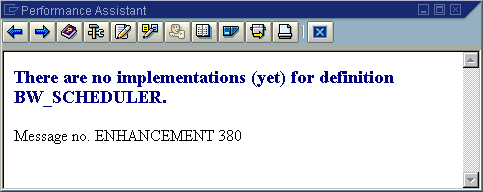 Performance Assistant
There are no implementations (yet) for definition
BW_SCHEDULER.
Message no. ENHANCEMENT 380